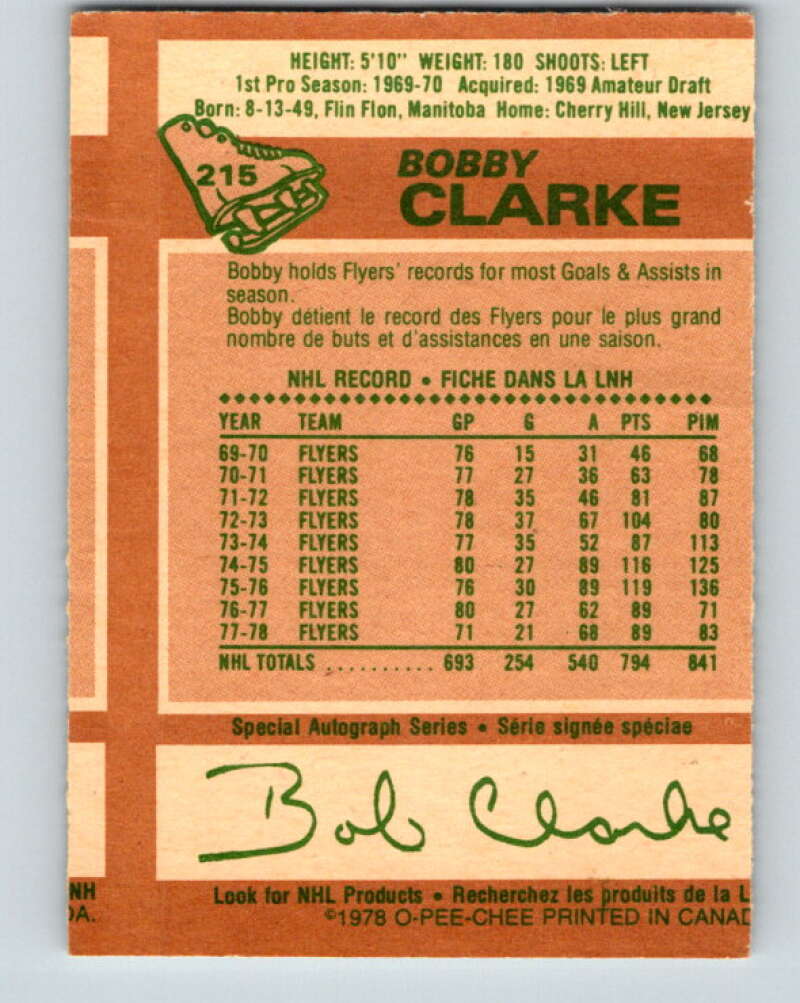 HEIGHT: 5'10" WEIGHT: 180 SHOOTS: LEFT
1st Pro Season: 1969-70 Acquired: 1969 Amateur Draft
Born: 8-13-49, Flin Flon, Manitoba Home: Cherry Hill, New Jersey
215
BOBBY
CLARKE
Bobby holds Flyers' records for most Goals & Assists in
season.
Bobby détient le record des Flyers pour le plus grand
nombre de buts et d'assistances en une saison.
NHL RECORD • FICHE DANS LA LNH
YEAR TEAM GP G A PTS PIM
69-70 FLYERS 76 15 31 46 68
70-71 FLYERS 77 27 36 63 78
71-72 FLYERS 78 35 46 81 87
72-73 FLYERS 78 37 67 104 80
73-74 FLYERS 77 35 52 87 113
74-75 FLYERS 80 27 89 116 125
75-76 FLYERS 76 30 89 119 136
76-77 FLYERS 80 27 62 89 71
77-78 FLYERS 71 21 68 89 83
NHL TOTALS .......... 693 254 540 794 841
Special Autograph Series • Série signée spéciae
Bob Clarke
NH Look for NHL Products • Recherchez les produits de la L
DA. ©1978 O-PEE-CHEE PRINTED IN CANAD